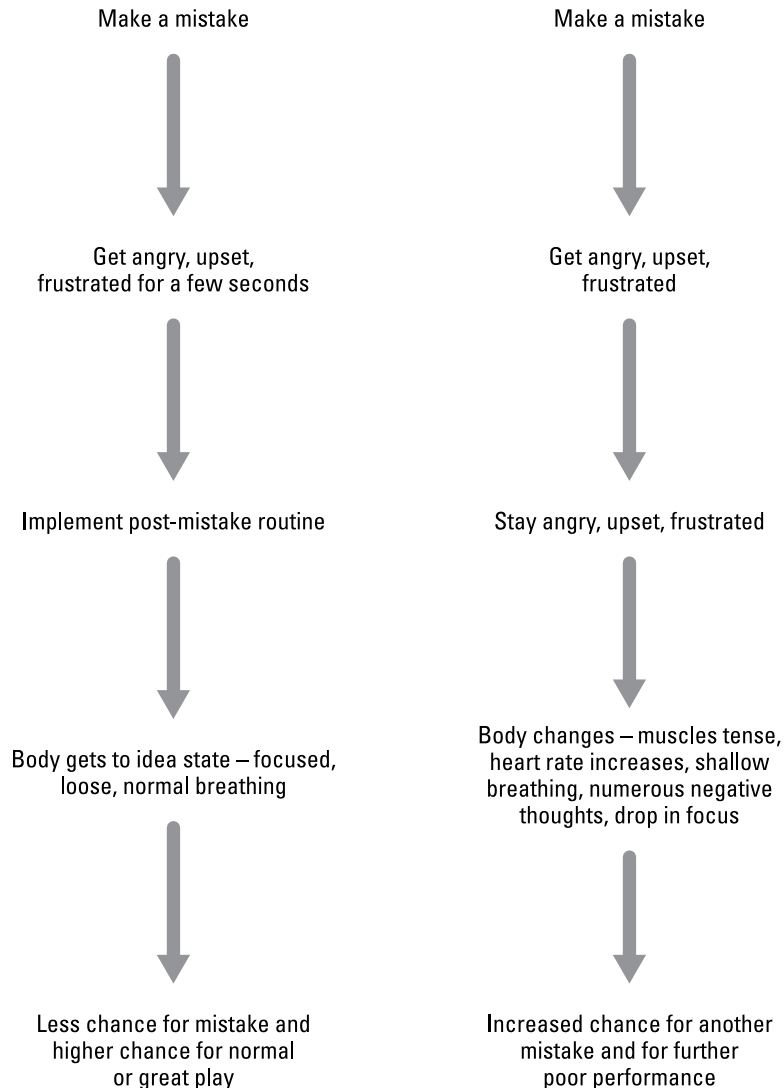 Make a mistake
Get angry, upset,
frustrated for a few seconds
Implement post-mistake routine
Body gets to idea state – focused,
loose, normal breathing
Less chance for mistake and
higher chance for normal
or great play
Make a mistake
Get angry, upset,
frustrated
Stay angry, upset, frustrated
Body changes – muscles tense,
heart rate increases, shallow
breathing, numerous negative
thoughts, drop in focus
Increased chance for another
mistake and for further
poor performance